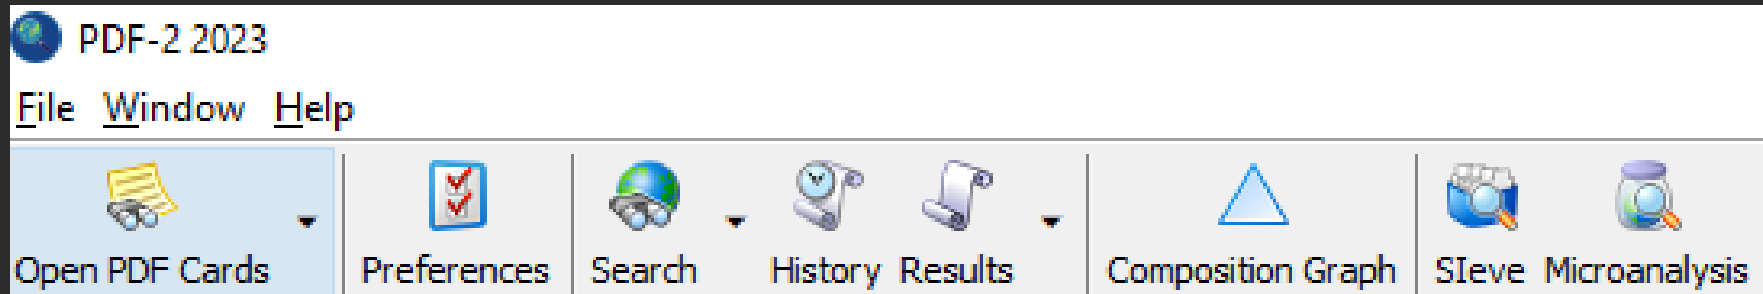 PDF-2 2023
File Window Help
Open PDF Cards Preferences Search History Results Composition Graph SIeve Microanalysis